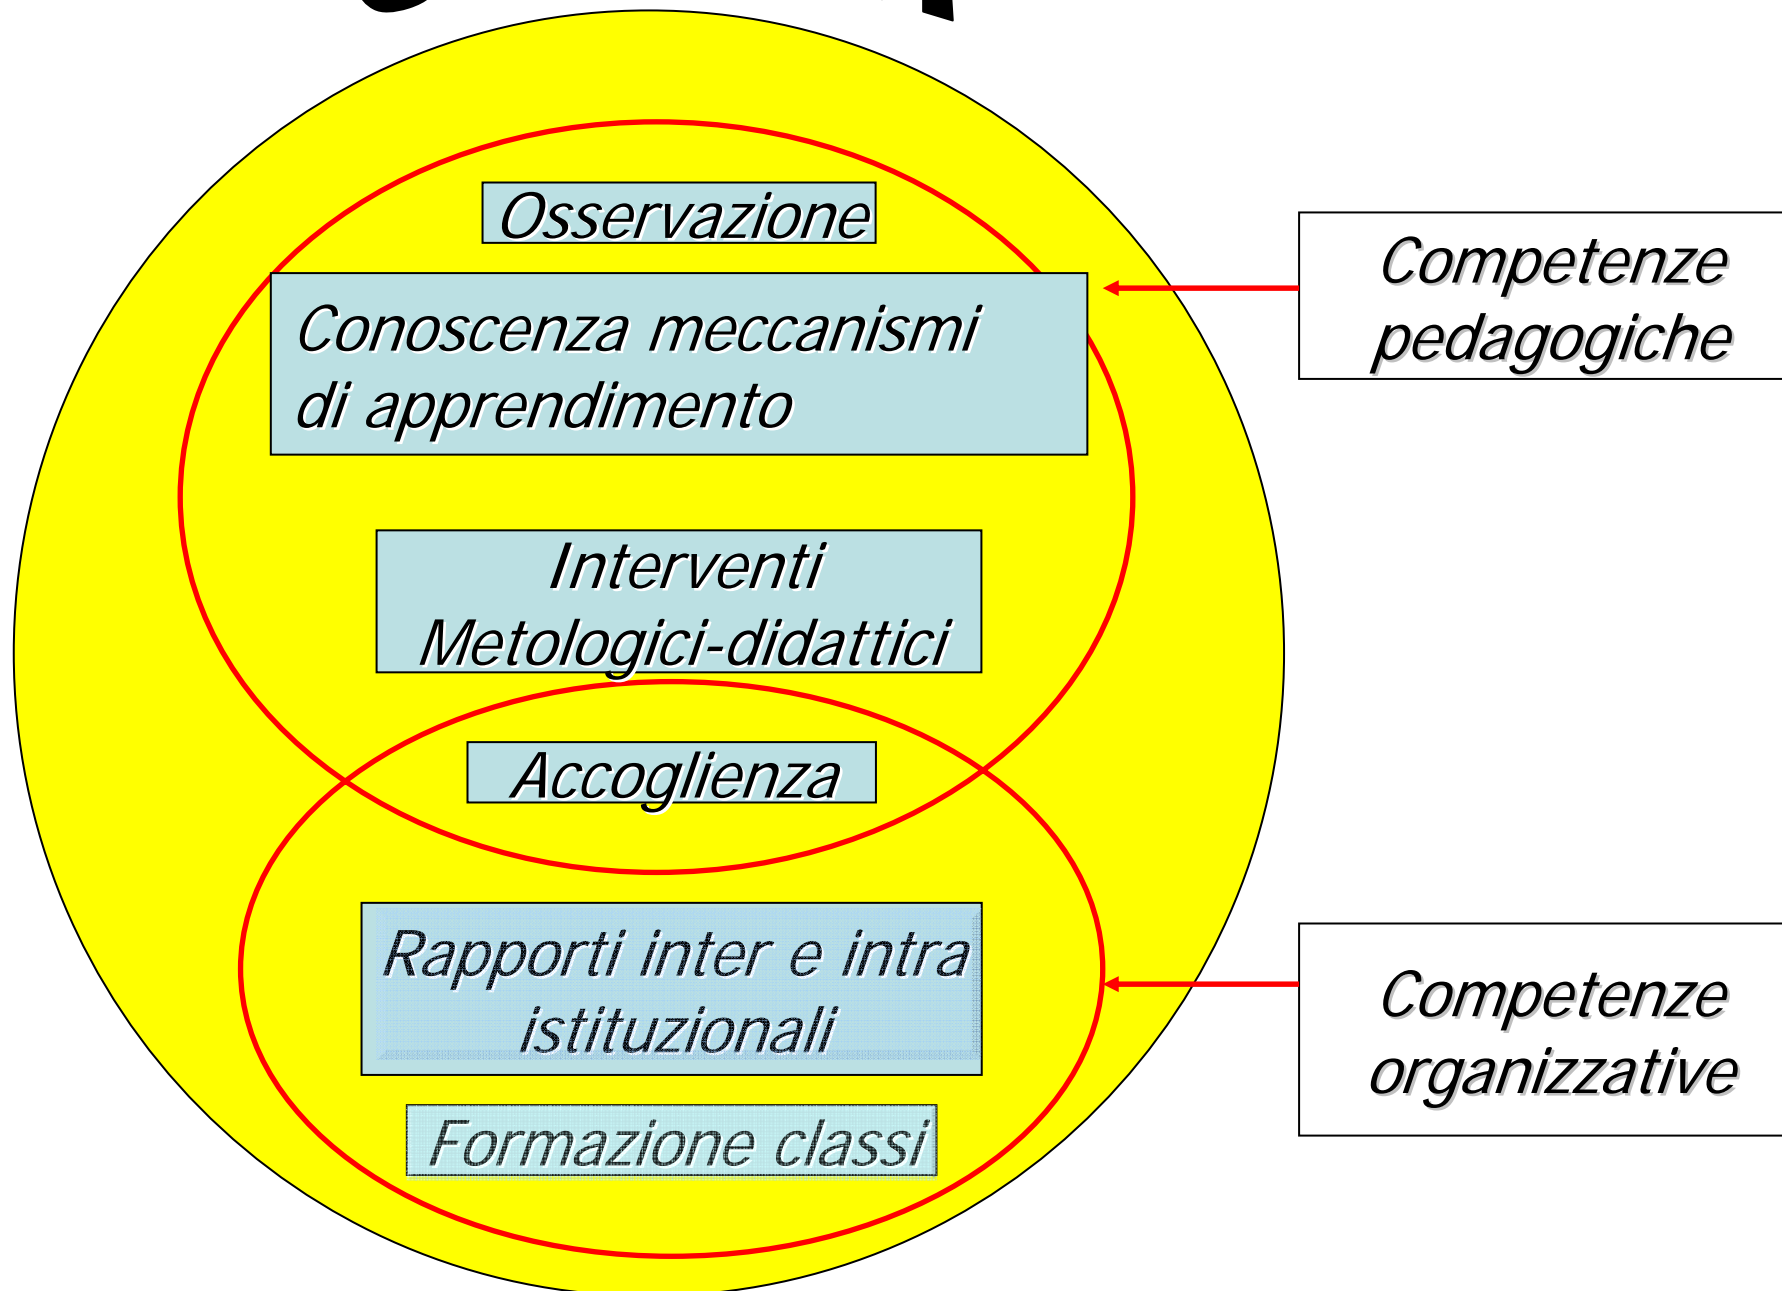 Osservazione
Conoscenza meccanismi
di apprendimento
Interventi
Metologici-didattici
Accoglienza
Rapporti inter e intra
istituzionali
Formazione classi
Competenze
pedagogiche
Competenze
organizzative